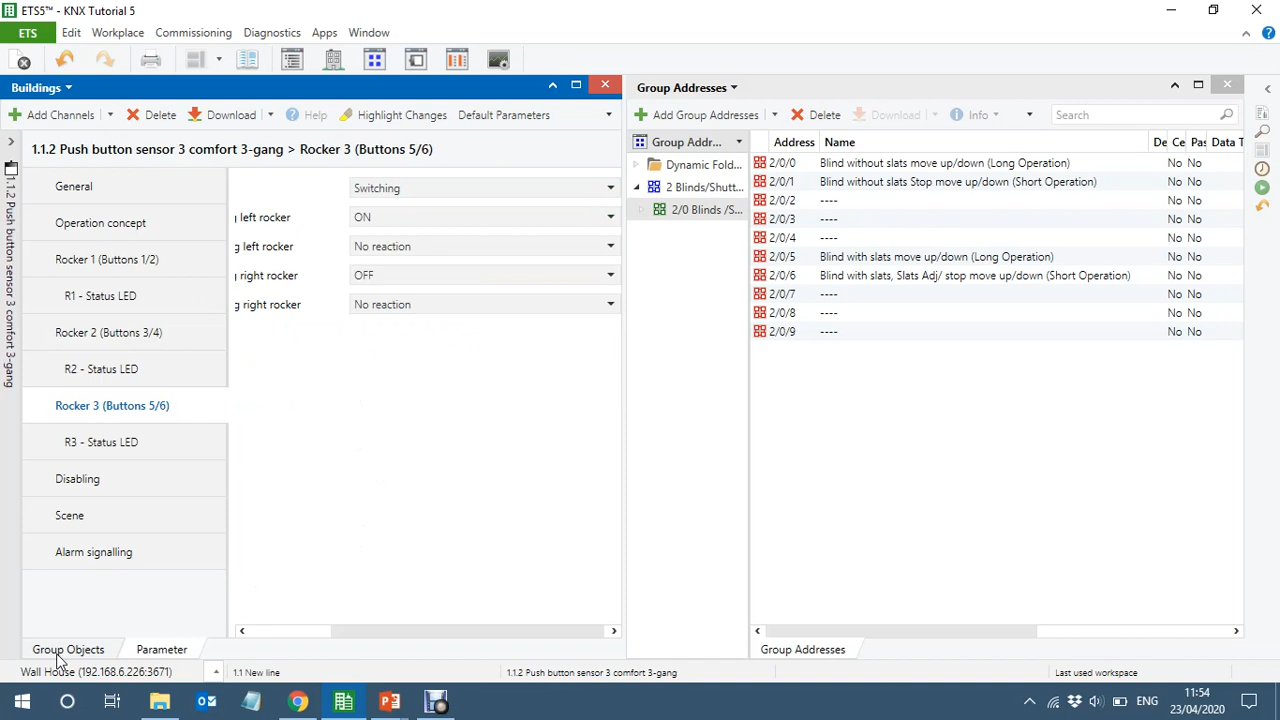 ETS5™ - KNX Tutorial 5
ETS Edit Workplace Commissioning Diagnostics Apps Window
Buildings
Add Channels Delete Download Help Highlight Changes Default Parameters
1.1.2 Push button sensor 3 comfort 3-gang > Rocker 3 (Buttons 5/6)
1.1.2 Push button sensor 3 comfort 3-gang
General
Operation concept
Rocker 1 (Buttons 1/2)
R1 - Status LED
Rocker 2 (Buttons 3/4)
R2 - Status LED
Rocker 3 (Buttons 5/6)
R3 - Status LED
Disabling
Scene
Alarm signalling
Switching
g left rocker ON
g left rocker No reaction
g right rocker OFF
g right rocker No reaction
Group Objects Parameter
Group Addresses
Add Group Addresses Delete Download Info Search
Group Addr...
Dynamic Fold...
2 Blinds/Shutt...
2/0 Blinds /S...
Address Name De Ce Pas Data T
2/0/0 Blind without slats move up/down (Long Operation) No No
2/0/1 Blind without slats Stop move up/down (Short Operation) No No
2/0/2 ---- No No
2/0/3 ---- No No
2/0/4 ---- No No
2/0/5 Blind with slats move up/down (Long Operation) No No
2/0/6 Blind with slats, Slats Adj/ stop move up/down (Short Operation) No No
2/0/7 ---- No No
2/0/8 ---- No No
2/0/9 ---- No No
Group Addresses
Wall House (192.168.6.226:3671) 1.1 New line 1.1.2 Push button sensor 3 comfort 3-gang Last used workspace
ENG 11:54
23/04/2020